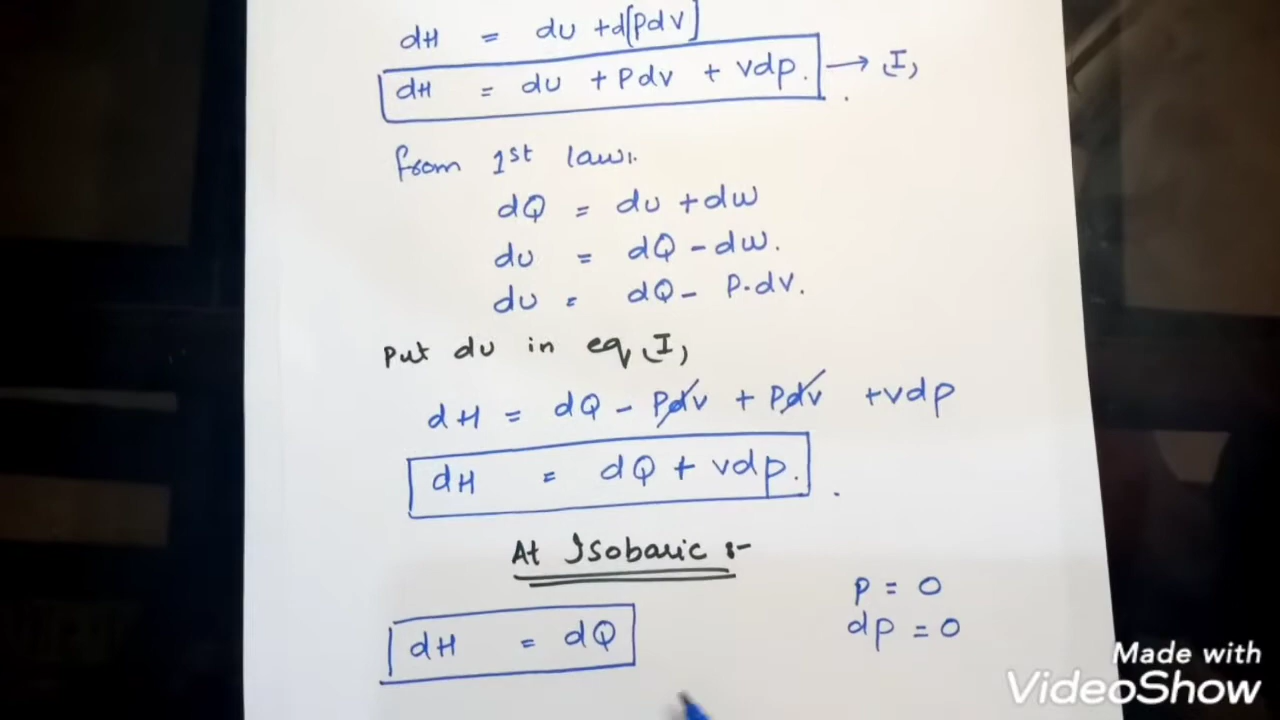 dH = du + d[Pdv]
dH = du + Pdv + vdp. → (I)
from 1st law.
dQ = du + dw
du = dQ - dw.
du = dQ - P.dv.
Put du in eq (I)
dH = dQ - Pdv + Pdv + vdp
dH = dQ + vdp.
At Isobaric :-
P = 0
dp = 0
dH = dQ
Made with
VideoShow